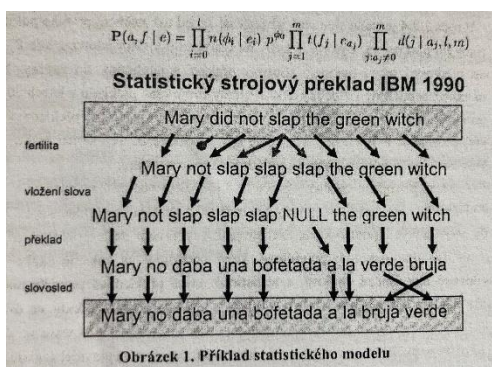 P(a, f | e) = ∏_{i=0}^{l} n(ϕ_i | e_i) p^{φ_0} ∏_{j=1}^{m} t(f_j | e_{a_j}) ∏_{j:a_j≠0}^{m} d(j | a_j, l, m)
Statistický strojový překlad IBM 1990
Mary did not slap the green witch
fertilita
Mary not slap slap slap the green witch
vložení slova
Mary not slap slap slap NULL the green witch
překlad
Mary no daba una bofetada a la verde bruja
slovosled
Mary no daba una bofetada a la bruja verde
Obrázek 1. Příklad statistického modelu